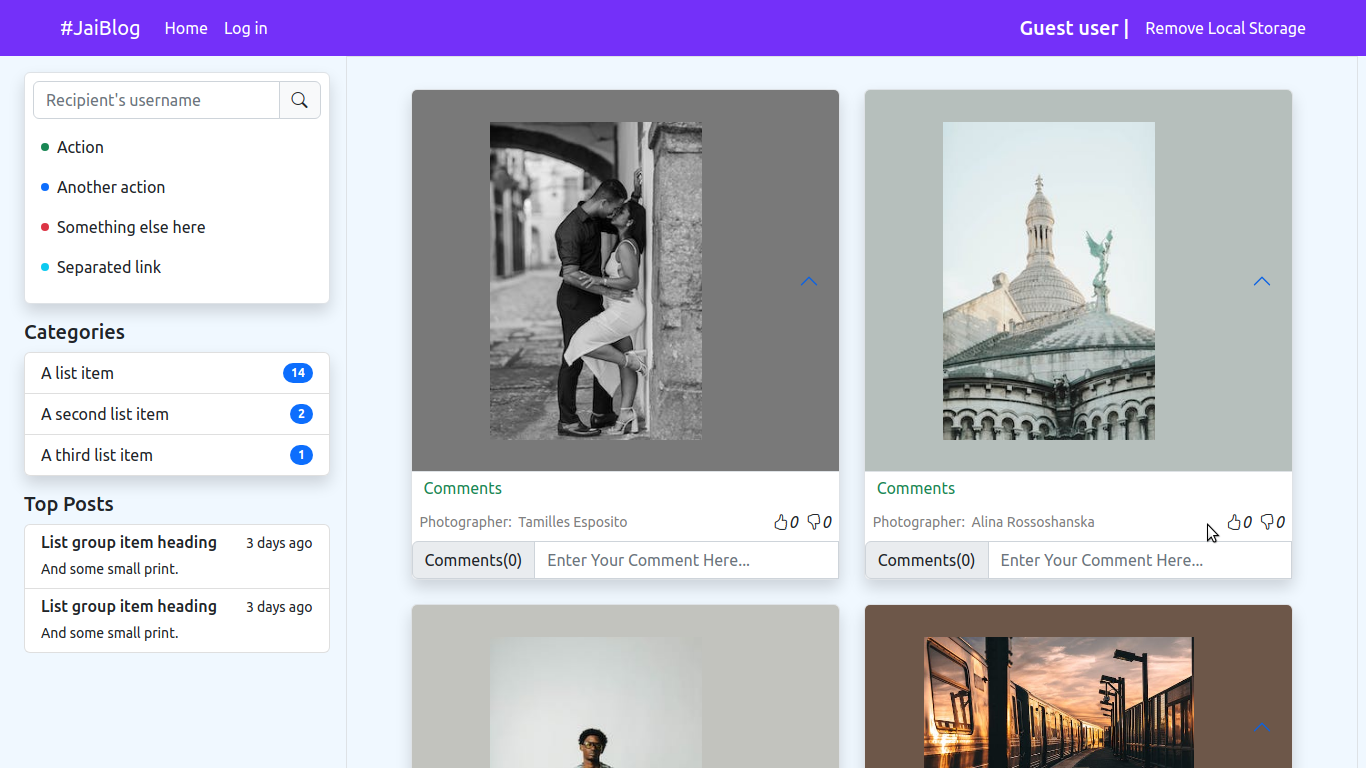 #JaiBlog Home Log in Guest user | Remove Local Storage
Recipient's username
Action
Another action
Something else here
Separated link
Categories
A list item 14
A second list item 2
A third list item 1
Top Posts
List group item heading 3 days ago
And some small print.
List group item heading 3 days ago
And some small print.
Comments
Photographer: Tamilles Esposito 0 0
Comments(0) Enter Your Comment Here...
Comments
Photographer: Alina Rossoshanska 0 0
Comments(0) Enter Your Comment Here...